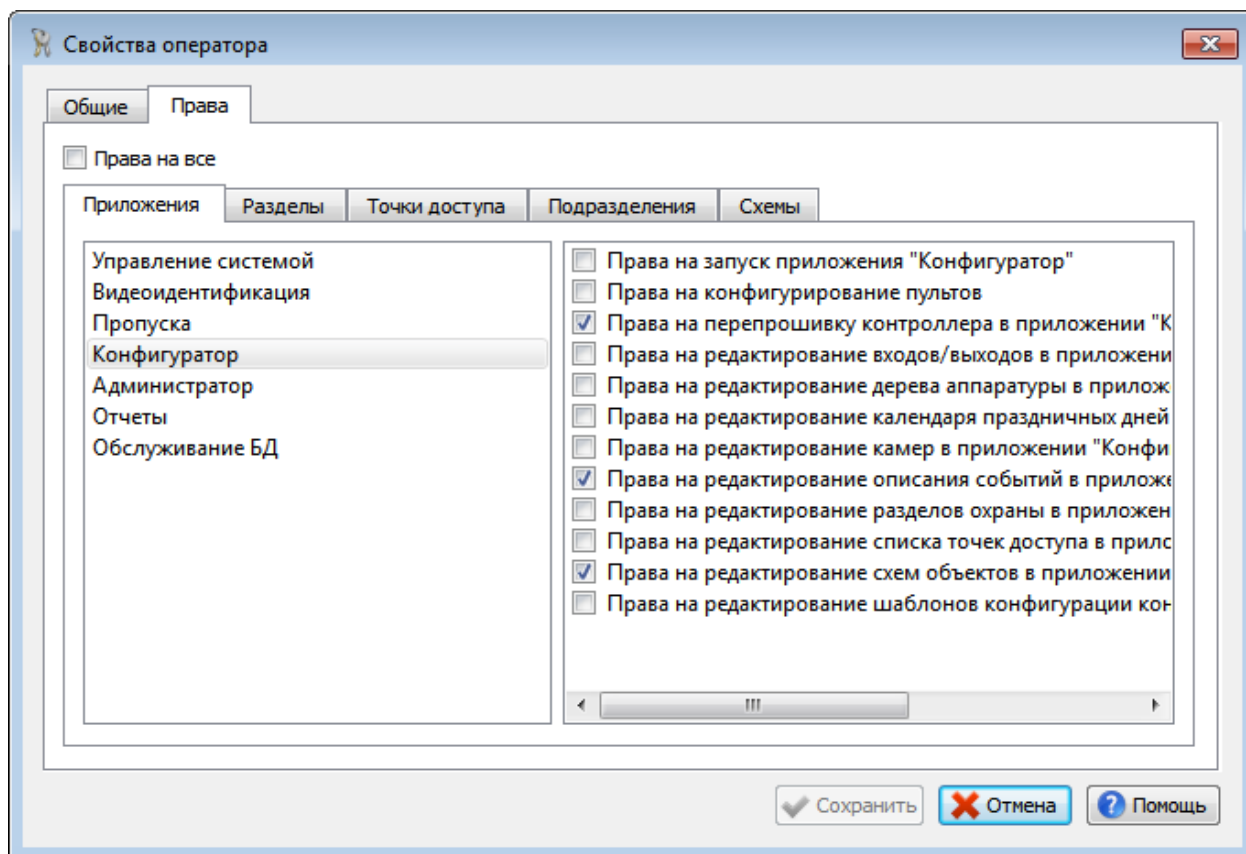 Свойства оператора
Общие
Права
Права на все
Приложения
Разделы
Точки доступа
Подразделения
Схемы
Управление системой
Видеоидентификация
Пропуска
Конфигуратор
Администратор
Отчеты
Обслуживание БД
Права на запуск приложения "Конфигуратор"
Права на конфигурирование пультов
Права на перепрошивку контроллера в приложении "К
Права на редактирование входов/выходов в приложени
Права на редактирование дерева аппаратуры в прилож
Права на редактирование календаря праздничных дней
Права на редактирование камер в приложении "Конфи
Права на редактирование описания событий в приложе
Права на редактирование разделов охраны в приложен
Права на редактирование списка точек доступа в прило
Права на редактирование схем объектов в приложении
Права на редактирование шаблонов конфигурации кон
Сохранить
Отмена
Помощь